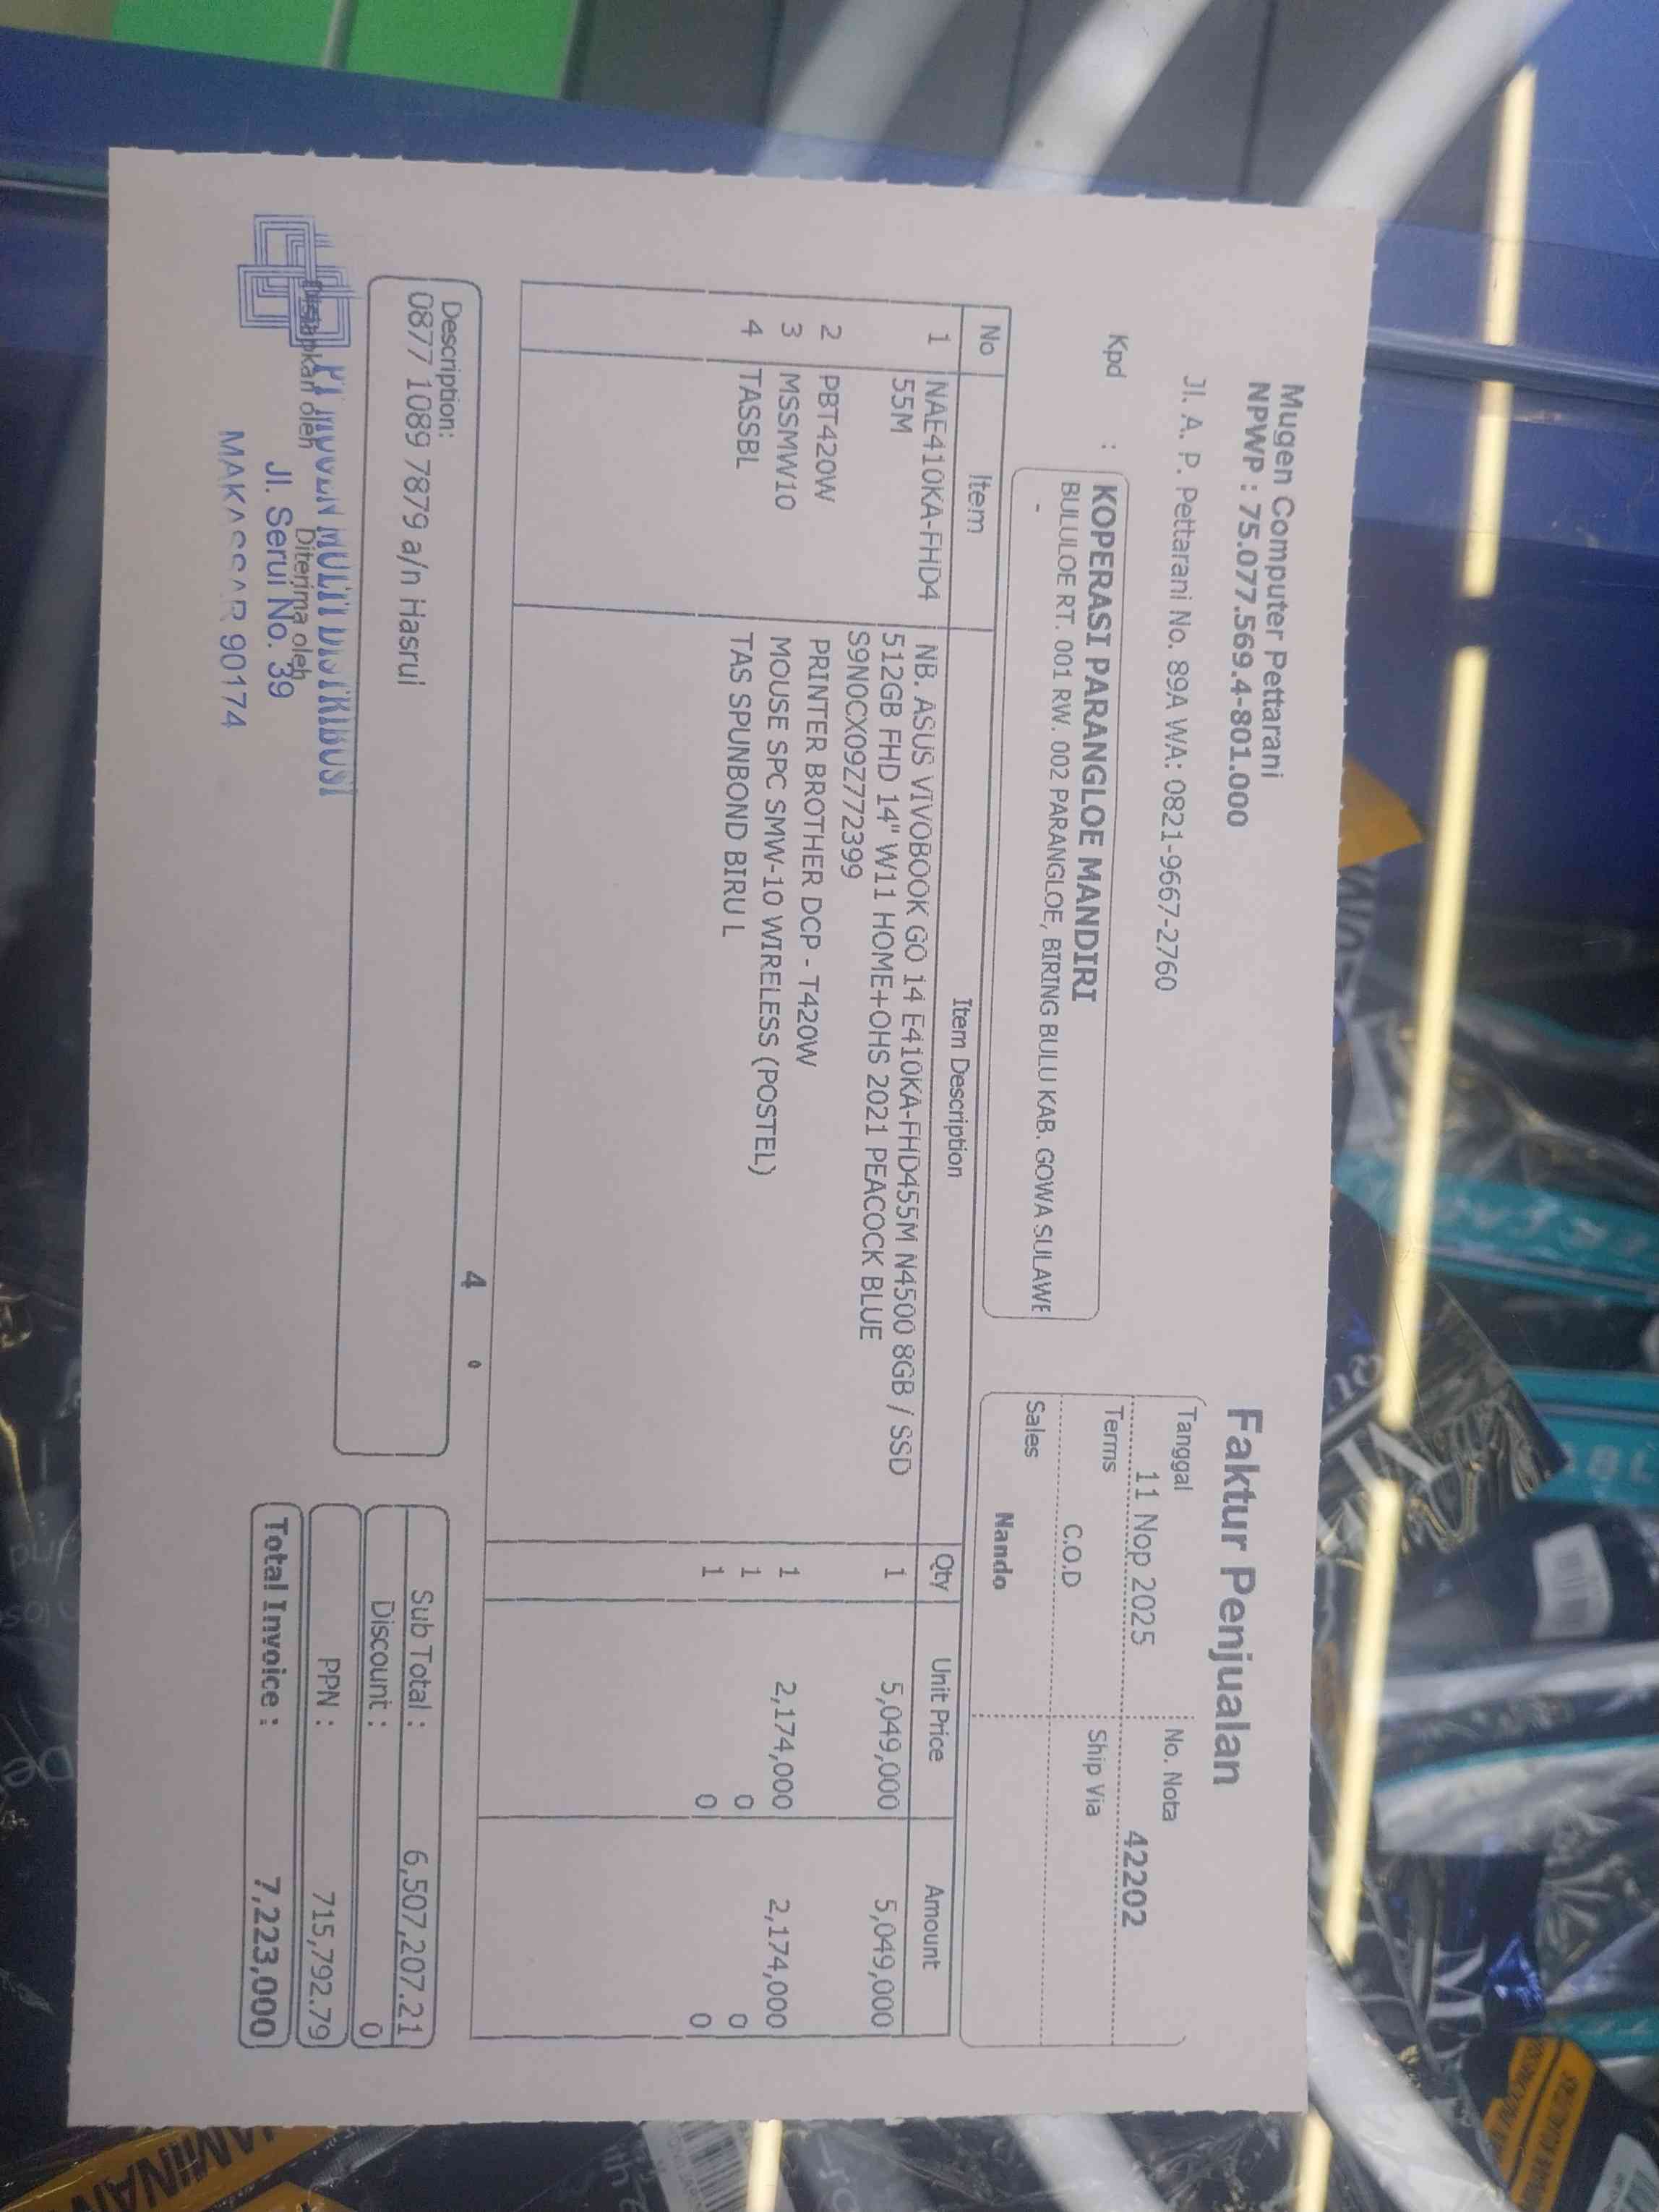 Mugen Computer Pettarani
NPWP : 75.077.569.4-801.000
Jl. A. P. Pettarani No. 89A WA: 0821-9667-2760
Faktur Penjualan
Kpd :
KOPERASI PARANGLOE MANDIRI
BULULOE RT. 001 RW. 002 PARANGLOE, BIRING BULU KAB. GOWA SULAWE
-
Tanggal
11 Nop 2025
No. Nota
42202
Terms
C.O.D
Ship Via
Sales
Nando
No Item Item Description Qty Unit Price Amount
1 NAE410KA-FHD4 NB. ASUS VIVOBOOK GO 14 E410KA-FHD455M N4500 8GB / SSD 1 5,049,000 5,049,000
55M 512GB FHD 14" W11 HOME+OHS 2021 PEACOCK BLUE
S9N0CX09Z772399
2 PBT420W PRINTER BROTHER DCP - T420W 1 2,174,000 2,174,000
3 MSSMW10 MOUSE SPC SMW-10 WIRELESS (POSTEL) 1 0 0
4 TASSBL TAS SPUNBOND BIRU L 1 0 0
4 0
Description:
0877 1089 7879 a/n Hasrul
Sub Total : 6,507,207.21
Discount : 0
PPN : 715,792.79
Total Invoice : 7,223,000
Disiapkan oleh
Diterima oleh
MULTI DISTRIBUSI
Jl. Serui No. 39
MAKASSAR 90174